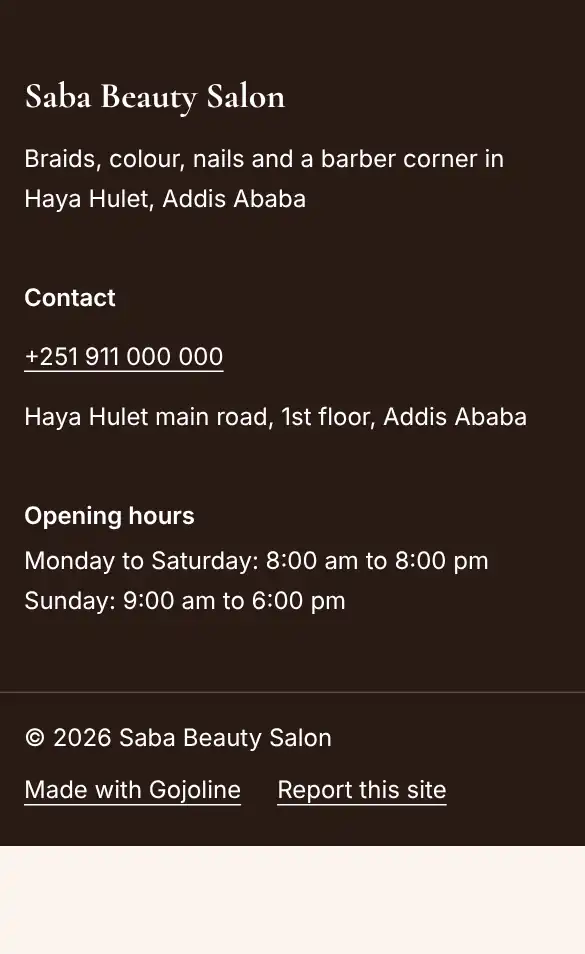 Saba Beauty Salon
Braids, colour, nails and a barber corner in
Haya Hulet, Addis Ababa
Contact
+251 911 000 000
Haya Hulet main road, 1st floor, Addis Ababa
Opening hours
Monday to Saturday: 8:00 am to 8:00 pm
Sunday: 9:00 am to 6:00 pm
© 2026 Saba Beauty Salon
Made with Gojoline Report this site